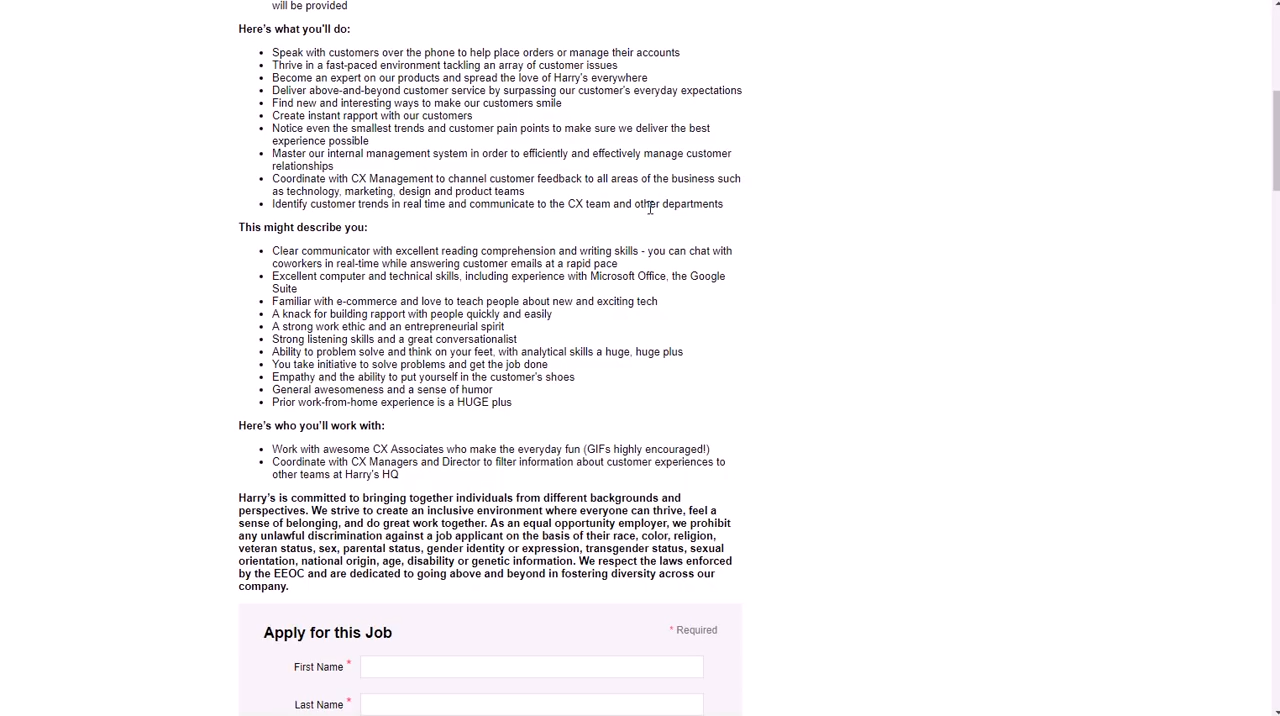 will be provided
Here's what you'll do:
Speak with customers over the phone to help place orders or manage their accounts
Thrive in a fast-paced environment tackling an array of customer issues
Become an expert on our products and spread the love of Harry's everywhere
Deliver above-and-beyond customer service by surpassing our customer's everyday expectations
Find new and interesting ways to make our customers smile
Create instant rapport with our customers
Notice even the smallest trends and customer pain points to make sure we deliver the best
experience possible
Master our internal management system in order to efficiently and effectively manage customer
relationships
Coordinate with CX Management to channel customer feedback to all areas of the business such
as technology, marketing, design and product teams
Identify customer trends in real time and communicate to the CX team and other departments
This might describe you:
Clear communicator with excellent reading comprehension and writing skills - you can chat with
coworkers in real-time while answering customer emails at a rapid pace
Excellent computer and technical skills, including experience with Microsoft Office, the Google
Suite
Familiar with e-commerce and love to teach people about new and exciting tech
A knack for building rapport with people quickly and easily
A strong work ethic and an entrepreneurial spirit
Strong listening skills and a great conversationalist
Ability to problem solve and think on your feet, with analytical skills a huge, huge plus
You take initiative to solve problems and get the job done
Empathy and the ability to put yourself in the customer's shoes
General awesomeness and a sense of humor
Prior work-from-home experience is a HUGE plus
Here's who you'll work with:
Work with awesome CX Associates who make the everyday fun (GIFs highly encouraged!)
Coordinate with CX Managers and Director to filter information about customer experiences to
other teams at Harry's HQ
Harry's is committed to bringing together individuals from different backgrounds and
perspectives. We strive to create an inclusive environment where everyone can thrive, feel a
sense of belonging, and do great work together. As an equal opportunity employer, we prohibit
any unlawful discrimination against a job applicant on the basis of their race, color, religion,
veteran status, sex, parental status, gender identity or expression, transgender status, sexual
orientation, national origin, age, disability or genetic information. We respect the laws enforced
by the EEOC and are dedicated to going above and beyond in fostering diversity across our
company.
Apply for this Job * Required
First Name *
Last Name *